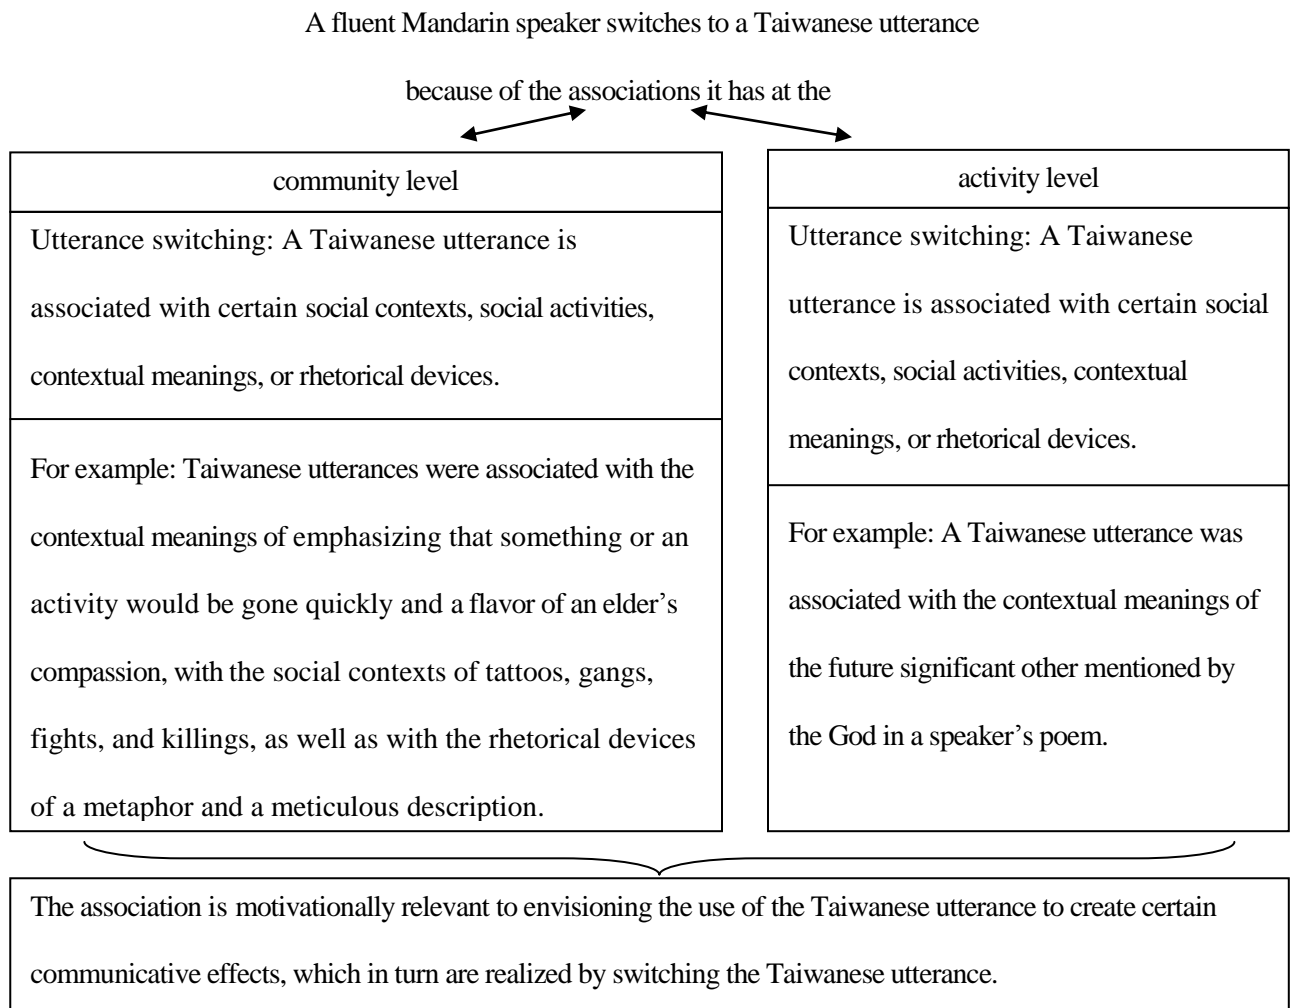 A fluent Mandarin speaker switches to a Taiwanese utterance
because of the associations it has at the
community level
Utterance switching: A Taiwanese utterance is
associated with certain social contexts, social activities,
contextual meanings, or rhetorical devices.
For example: Taiwanese utterances were associated with the
contextual meanings of emphasizing that something or an
activity would be gone quickly and a flavor of an elder’s
compassion, with the social contexts of tattoos, gangs,
fights, and killings, as well as with the rhetorical devices
of a metaphor and a meticulous description.
activity level
Utterance switching: A Taiwanese
utterance is associated with certain social
contexts, social activities, contextual
meanings, or rhetorical devices.
For example: A Taiwanese utterance was
associated with the contextual meanings of
the future significant other mentioned by
the God in a speaker’s poem.
The association is motivationally relevant to envisioning the use of the Taiwanese utterance to create certain
communicative effects, which in turn are realized by switching the Taiwanese utterance.